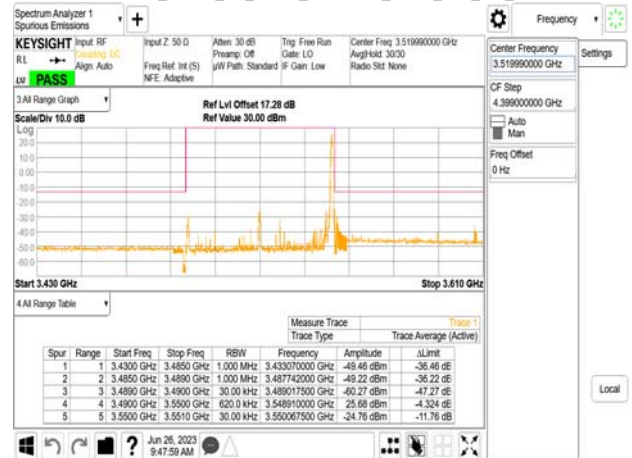 Spectrum Analyzer 1
Spurious Emissions
Frequency
KEYSIGHT
RL
Input: RF
Coupling: DC
Align: Auto
Input Z: 50 Ω
Freq Ref: Int (S)
NFE: Adaptive
Atten: 30 dB
Preamp: Off
µW Path: Standard
Trig: Free Run
Gate: LO
IF Gain: Low
Center Freq: 3.519990000 GHz
Avg|Hold: 30/30
Radio Std: None
PASS
Center Frequency
3.519990000 GHz
Settings
CF Step
4.399000000 GHz
Auto
Man
Freq Offset
0 Hz
Local
3 All Range Graph
Scale/Div 10.0 dB
Ref Lvl Offset 17.28 dB
Ref Value 30.00 dBm
Log
20.0
10.0
0.00
-10.0
-20.0
-30.0
-40.0
-50.0
-60.0
Start 3.430 GHz
Stop 3.610 GHz
4 All Range Table
Measure Trace Trace 1
Trace Type Trace Average (Active)
Spur Range Start Freq Stop Freq RBW Frequency Amplitude ΔLimit
1 1 3.4300 GHz 3.4850 GHz 1.000 MHz 3.433070000 GHz -49.46 dBm -36.46 dB
2 2 3.4850 GHz 3.4890 GHz 1.000 MHz 3.487742000 GHz -49.22 dBm -36.22 dB
3 3 3.4890 GHz 3.4900 GHz 30.00 kHz 3.489017500 GHz -60.27 dBm -47.27 dB
4 4 3.4900 GHz 3.5500 GHz 620.0 kHz 3.548910000 GHz 25.68 dBm -4.324 dB
5 5 3.5500 GHz 3.5510 GHz 30.00 kHz 3.550067500 GHz -24.76 dBm -11.76 dB
Jun 26, 2023
9:47:59 AM